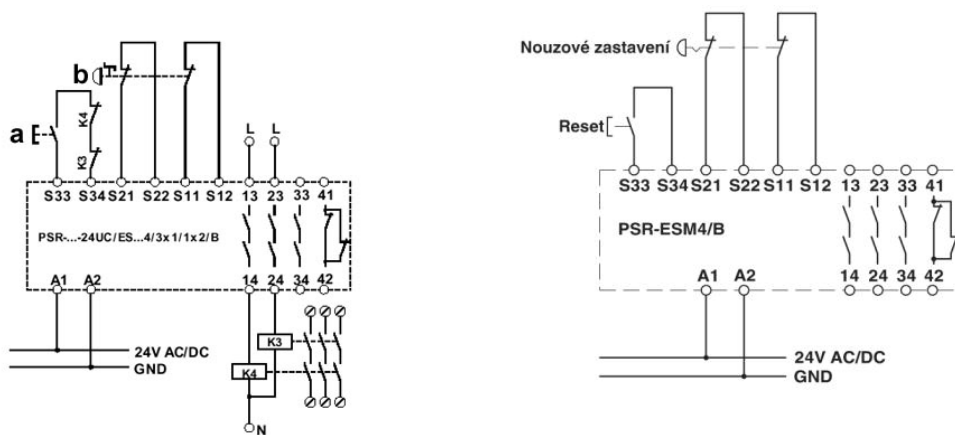 b
a
K4
K3
L L
S33 S34 S21 S22 S11 S12 13 23 33 41
PSR-...-24UC/ES...4/3x1/1x2/B
A1 A2 14 24 34 42
K3
24V AC/DC
GND
K4
N
Nouzové zastavení
Reset
S33 S34 S21 S22 S11 S12 13 23 33 41
PSR-ESM4/B
A1 A2 14 24 34 42
24V AC/DC
GND